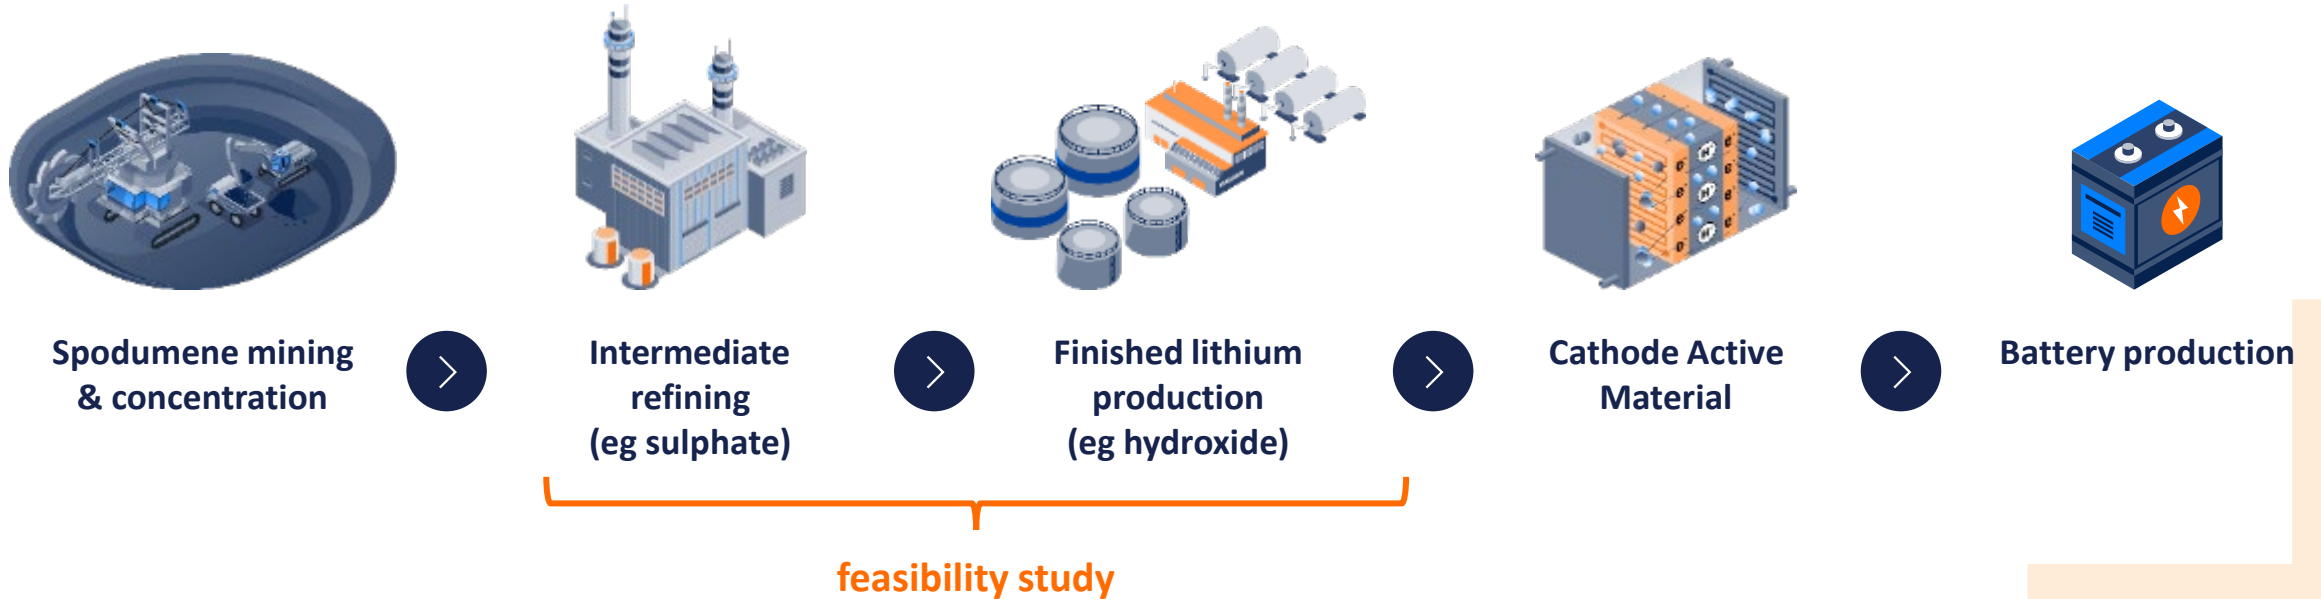 Spodumene mining
& concentration
Intermediate
refining
(eg sulphate)
Finished lithium
production
(eg hydroxide)
Cathode Active
Material
Battery production
feasibility study